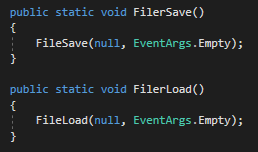 public static void FilerSave()
{
    FileSave(null, EventArgs.Empty);
}
public static void FilerLoad()
{
    FileLoad(null, EventArgs.Empty);
}